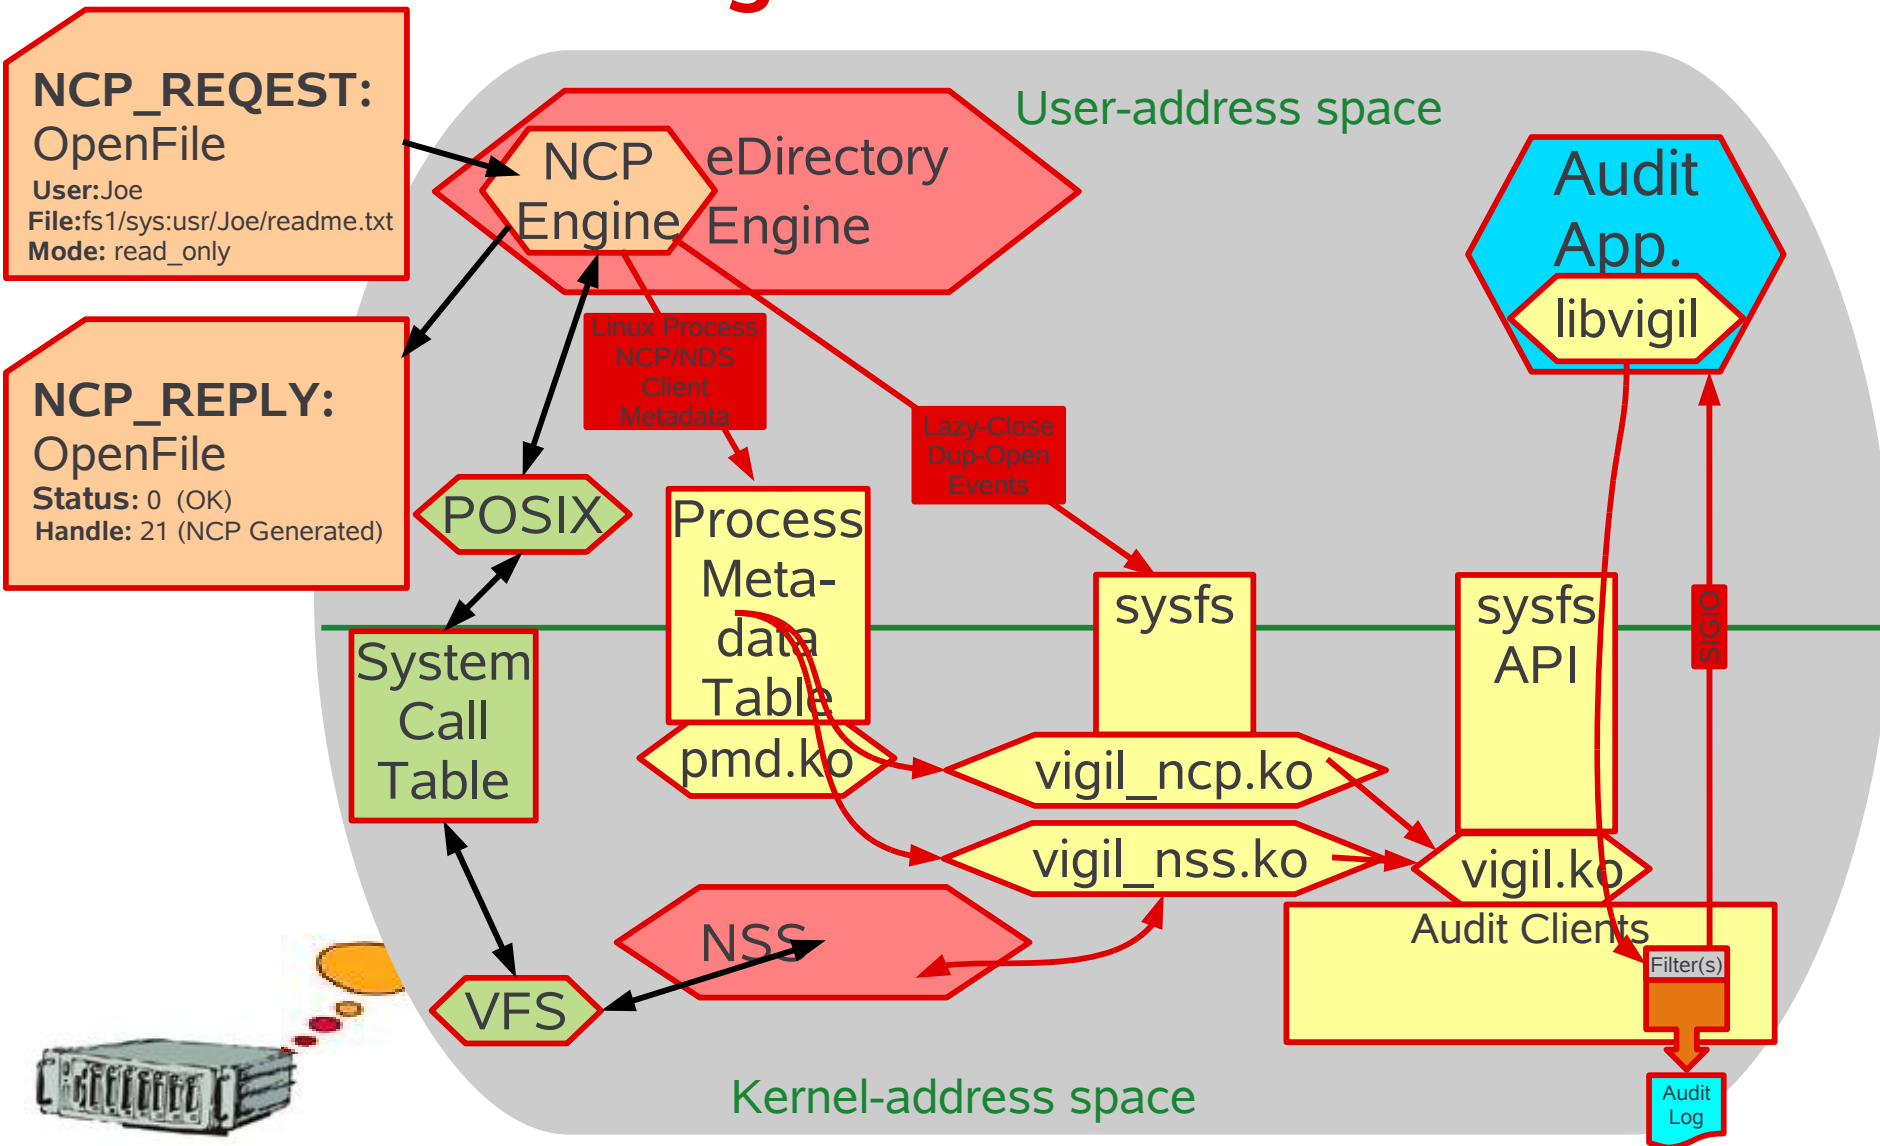 g
NCP_REQEST:
OpenFile
User:Joe
File:fs1/sys:usr/Joe/readme.txt
Mode: read_only
NCP_REPLY:
OpenFile
Status: 0 (OK)
Handle: 21 (NCP Generated)
User-address space
NCP
Engine
eDirectory
Engine
Audit
App.
libvigil
Linux Process
NCP/NDS
Client
Metadata
Lazy-Close
Dup-Open
Events
POSIX
Process
Meta-
data
Table
pmd.ko
sysfs
sysfs
API
SIGIO
System
Call
Table
vigil_ncp.ko
vigil_nss.ko
vigil.ko
Audit Clients
Filter(s)
NSS
VFS
Kernel-address space
Audit
Log